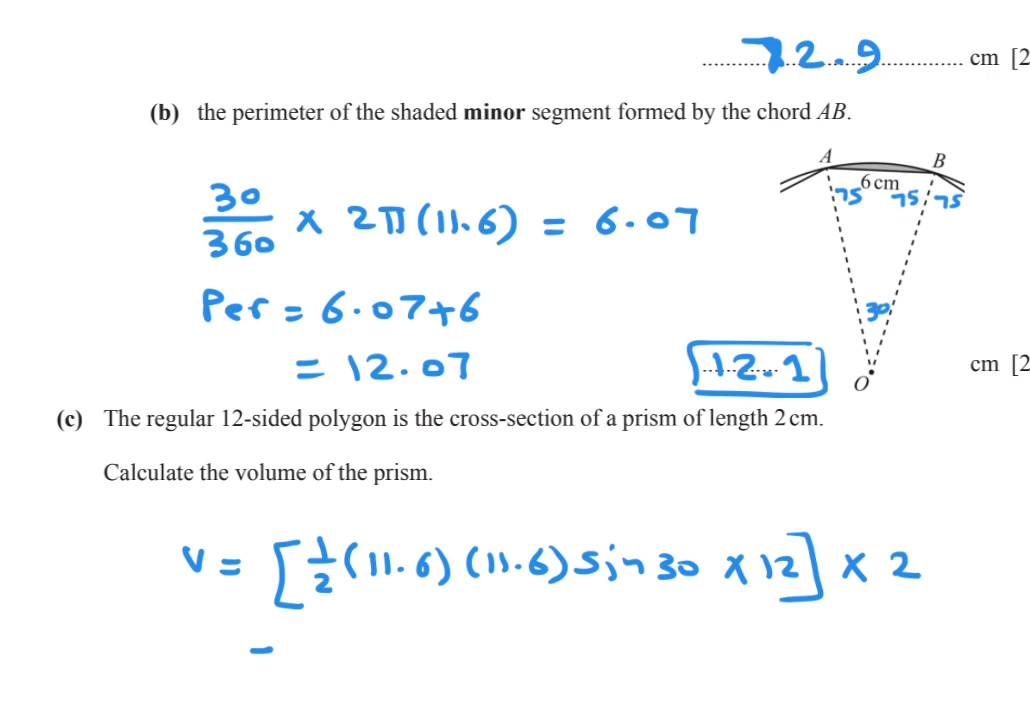 72.9 cm [2
(b) the perimeter of the shaded minor segment formed by the chord AB.
A B
6 cm
75 75 75
30/360 × 2π(11.6) = 6.07
Per = 6.07+6
30
= 12.07
12.1 cm [2
O
(c) The regular 12-sided polygon is the cross-section of a prism of length 2 cm.
Calculate the volume of the prism.
V = [½(11.6)(11.6) sin 30 × 12] × 2